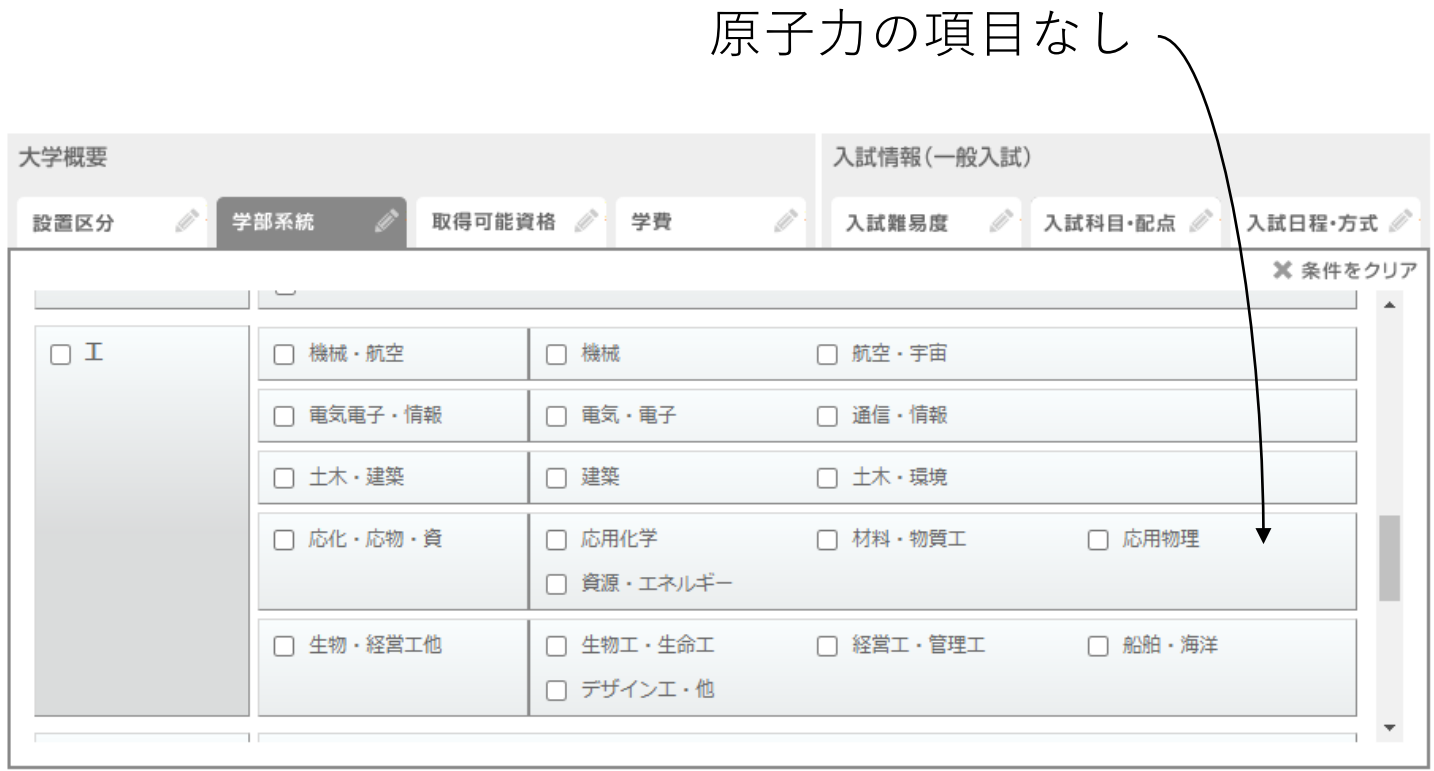 原子力の項目なし
大学概要 入試情報(一般入試)
設置区分 学部系統 取得可能資格 学費 入試難易度 入試科目・配点 入試日程・方式
条件をクリア
工 機械・航空 機械 航空・宇宙
電気電子・情報 電気・電子 通信・情報
土木・建築 建築 土木・環境
応化・応物・資 応用化学 材料・物質工 応用物理
資源・エネルギー
生物・経営工他 生物工・生命工 経営工・管理工 船舶・海洋
デザイン工・他